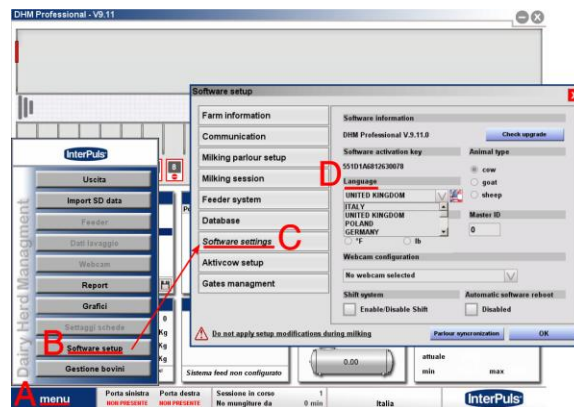 DHM Professional - V9.11
Software setup
Farm information
Communication
Milking parlour setup
Milking session
Feeder system
Database
Software settings
C
Aktivcow setup
Gates managment
Software information
DHM Professional V.9.11.0
Check upgrade
Software activation key
551D1A6812630078
Animal type
cow
goat
sheep
D
Language
UNITED KINGDOM
ITALY
UNITED KINGDOM
POLAND
GERMANY
°F
lb
Master ID
0
Webcam configuration
No webcam selected
Shift system
Enable/Disable Shift
Automatic software reboot
Disabled
Do not apply setup modifications during milking
Parlour syncronization
OK
InterPuls
Dairy Herd Managment
Uscita
Import SD data
Feeder
Dati lavaggio
Webcam
Report
Grafici
Settaggi schede
B
Software setup
Gestione bovini
0
Kg
Kg
Kg
Sistema feed non configurato
0.00
attuale
min
max
A
menu
Porta sinistra
NON PRESENTE
Porta destra
NON PRESENTE
Sessione in corso
1
No mungiture da
0 min
Italia
InterPuls